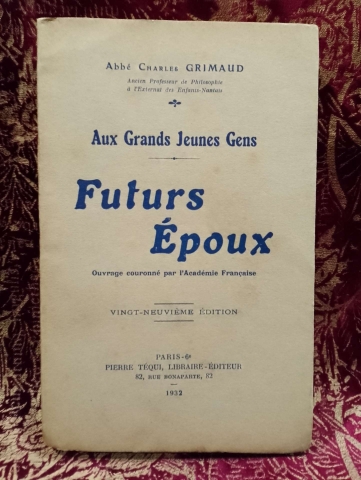 Abbé Charles GRIMAUD
Ancien Professeur de Philosophie
à l'Externat des Enfants-Nantais
Aux Grands Jeunes Gens
Futurs
Époux
Ouvrage couronné par l'Académie Française
VINGT-NEUVIÈME ÉDITION
PARIS-6e
PIERRE TÉQUI, LIBRAIRE-ÉDITEUR
82, RUE BONAPARTE, 82
1932